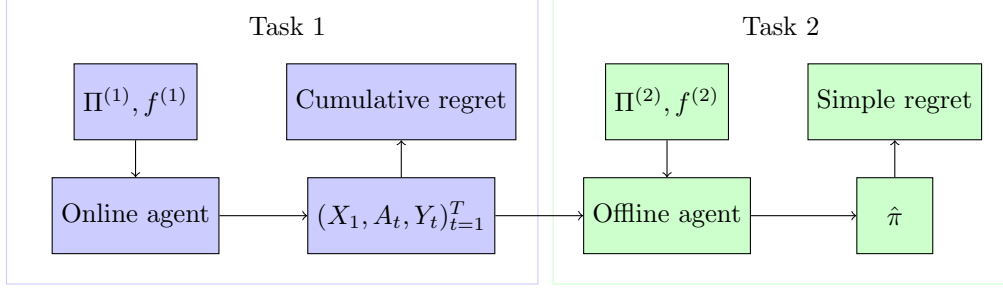 Task 1
Task 2
Π^{(1)}, f^{(1)}
Cumulative regret
Π^{(2)}, f^{(2)}
Simple regret
Online agent
(X_1, A_t, Y_t)_{t=1}^{T}
Offline agent
π̂